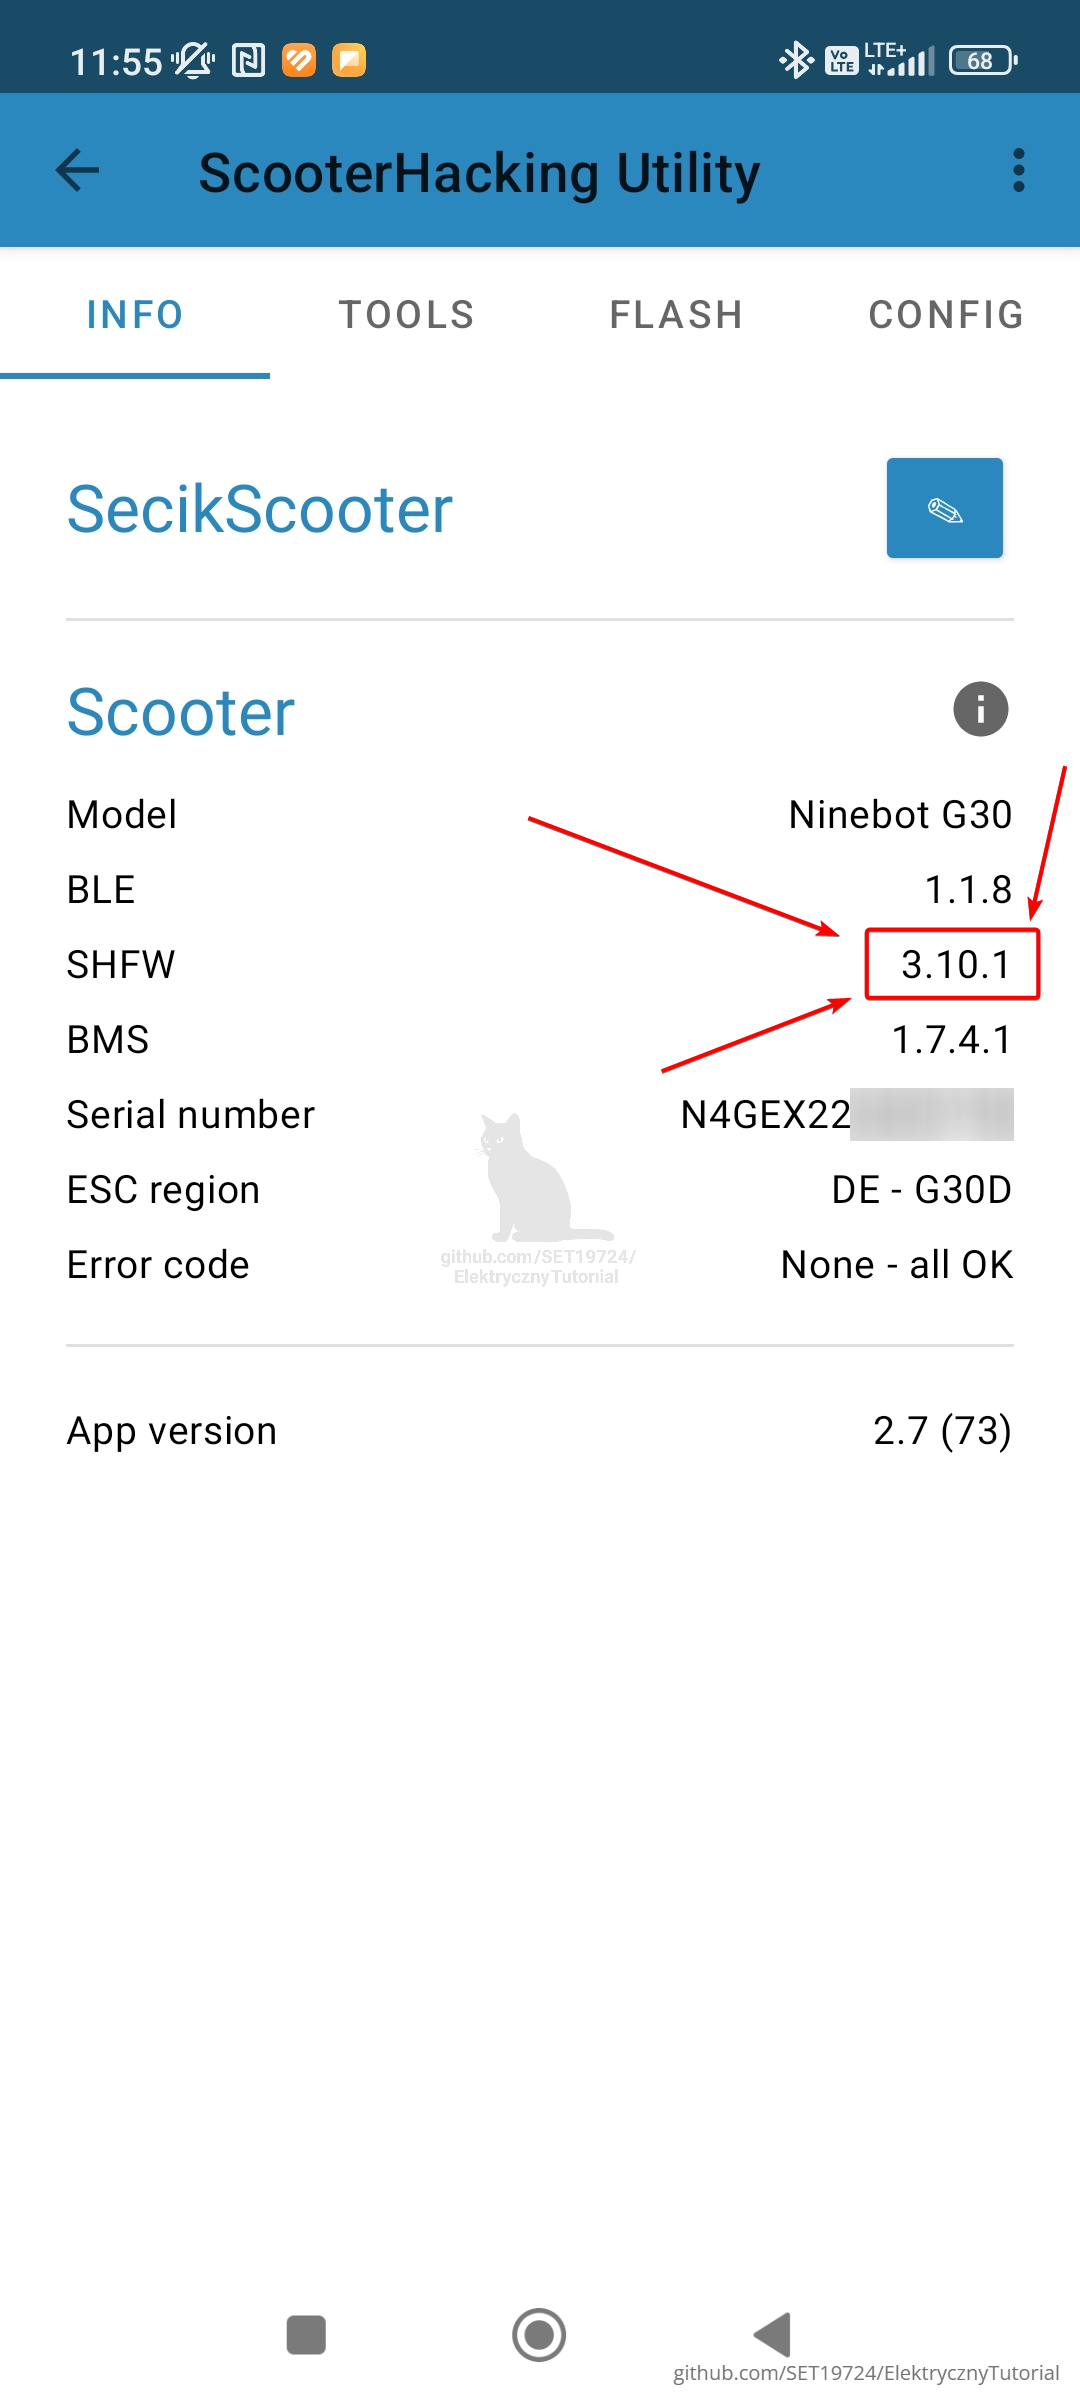 11:55
Vo LTE
LTE+
68
ScooterHacking Utility
INFO TOOLS FLASH CONFIG
SecikScooter
Scooter
Model Ninebot G30
BLE 1.1.8
SHFW 3.10.1
BMS 1.7.4.1
Serial number N4GEX22
ESC region DE - G30D
Error code None - all OK
github.com/SET19724/
ElektrycznyTutorial
App version 2.7 (73)
github.com/SET19724/ElektrycznyTutorial